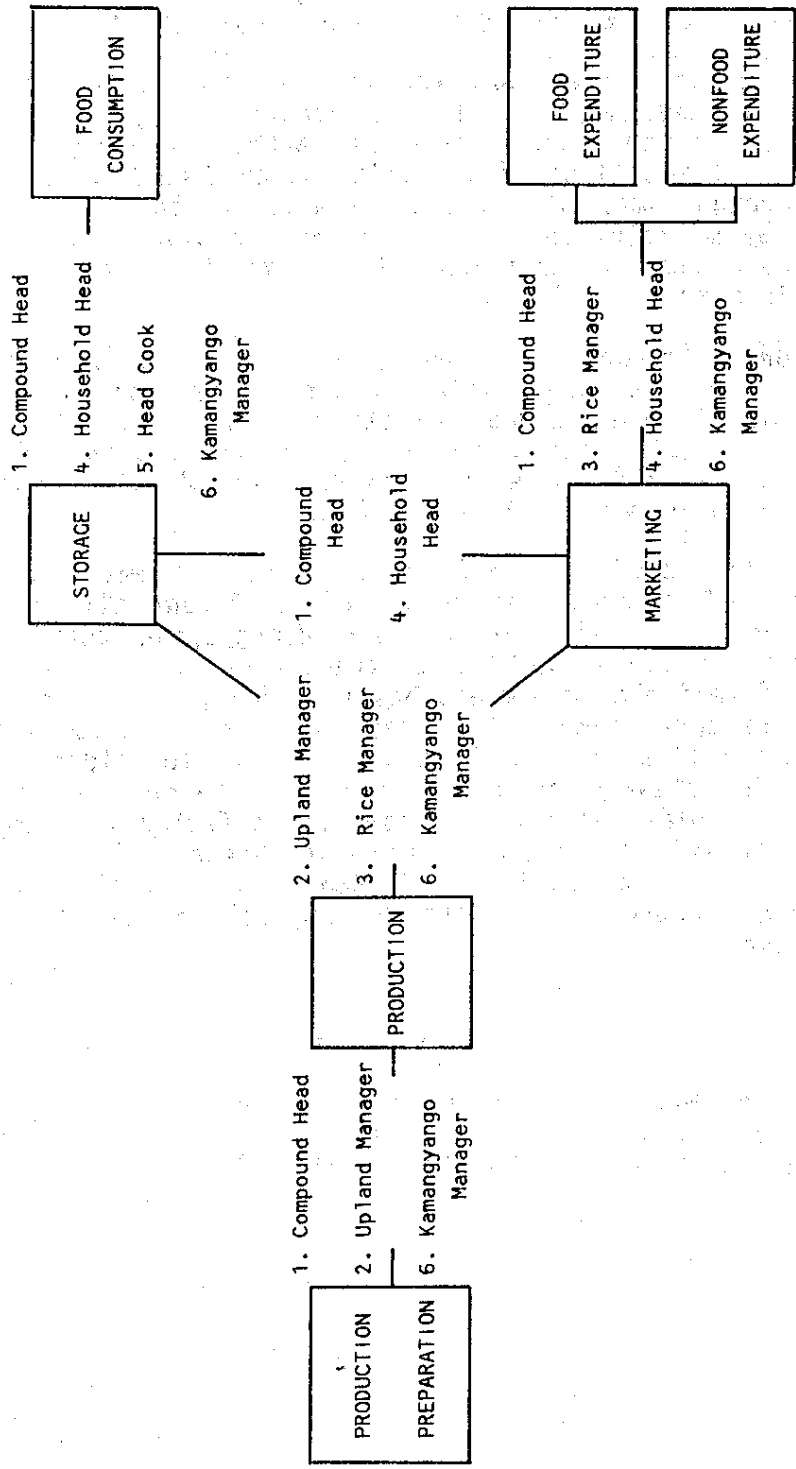 PRODUCTION
PREPARATION
1. Compound Head
2. Upland Manager
6. Kamangyango
Manager
PRODUCTION
2. Upland Manager
3. Rice Manager
6. Kamangyango
Manager
STORAGE
1. Compound
Head
4. Household
Head
MARKETING
1. Compound Head
4. Household Head
5. Head Cook
6. Kamangyango
Manager
FOOD
CONSUMPTION
1. Compound Head
3. Rice Manager
4. Household Head
6. Kamangyango
Manager
FOOD
EXPENDITURE
NONFOOD
EXPENDITURE